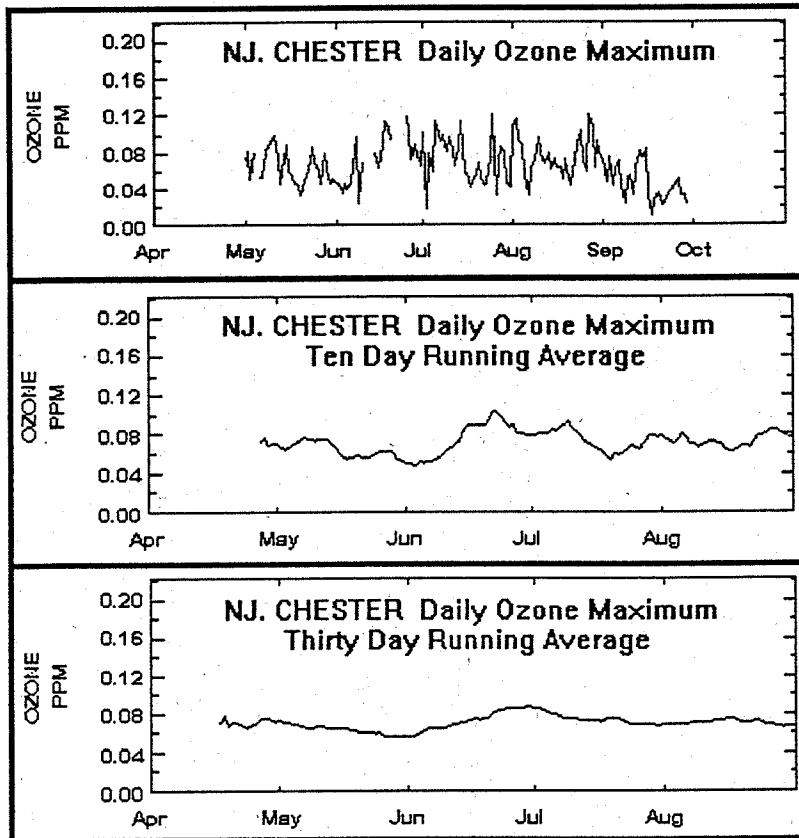 NJ. CHESTER Daily Ozone Maximum
OZONE
PPM
0.20
0.16
0.12
0.08
0.04
0.00
Apr May Jun Jul Aug Sep Oct
NJ. CHESTER Daily Ozone Maximum
Ten Day Running Average
OZONE
PPM
0.20
0.16
0.12
0.08
0.04
0.00
Apr May Jun Jul Aug
NJ. CHESTER Daily Ozone Maximum
Thirty Day Running Average
OZONE
PPM
0.20
0.16
0.12
0.08
0.04
0.00
Apr May Jun Jul Aug